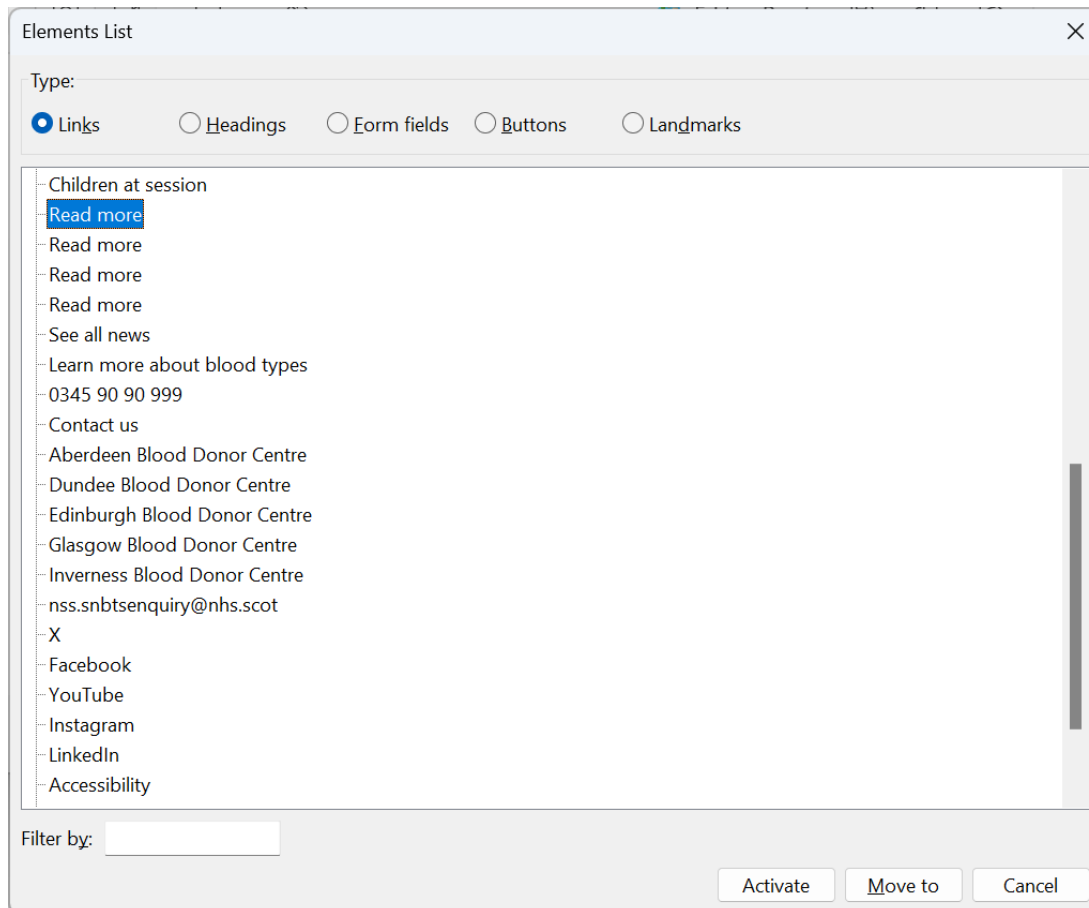 Elements List
Type:
Links Headings Form fields Buttons Landmarks
Children at session
Read more
Read more
Read more
Read more
See all news
Learn more about blood types
0345 90 90 999
Contact us
Aberdeen Blood Donor Centre
Dundee Blood Donor Centre
Edinburgh Blood Donor Centre
Glasgow Blood Donor Centre
Inverness Blood Donor Centre
nss.snbtsenquiry@nhs.scot
X
Facebook
YouTube
Instagram
LinkedIn
Accessibility
Filter by:
Activate Move to Cancel